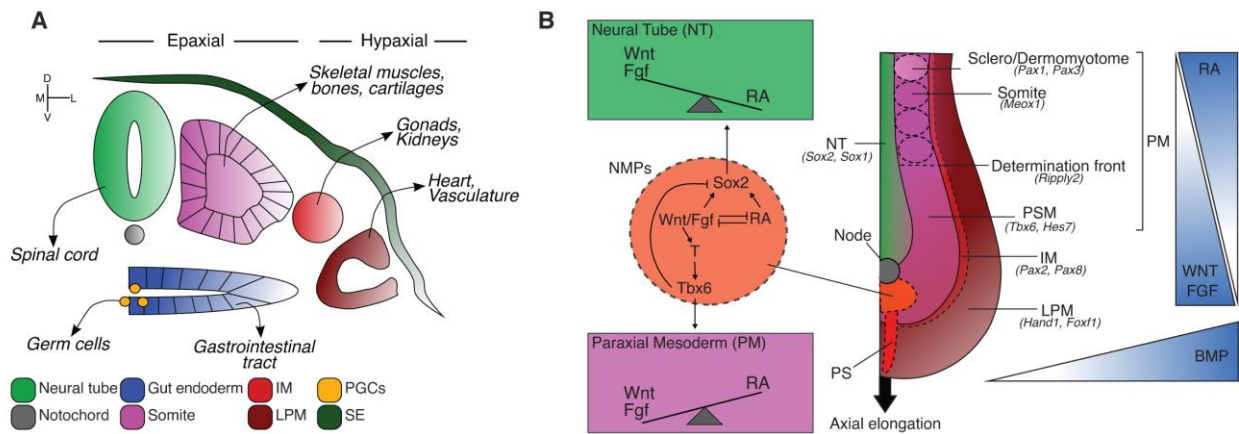 A
Epaxial
Hypaxial
D
M L
V
Skeletal muscles,
bones, cartilages
Gonads,
Kidneys
Heart,
Vasculature
Spinal cord
Germ cells
Gastrointestinal
tract
Neural tube
Gut endoderm
IM
PGCs
Notochord
Somite
LPM
SE
B
Neural Tube (NT)
Wnt
Fgf
RA
NMPs
Sox2
Wnt/Fgf
RA
T
Tbx6
Paraxial Mesoderm (PM)
Wnt
Fgf
RA
Sclero/Dermomyotome
(Pax1, Pax3)
Somite
(Meox1)
NT
(Sox2, Sox1)
Determination front
(Ripply2)
PSM
(Tbx6, Hes7)
PM
Node
IM
(Pax2, Pax8)
LPM
(Hand1, Foxf1)
PS
Axial elongation
RA
WNT
FGF
BMP